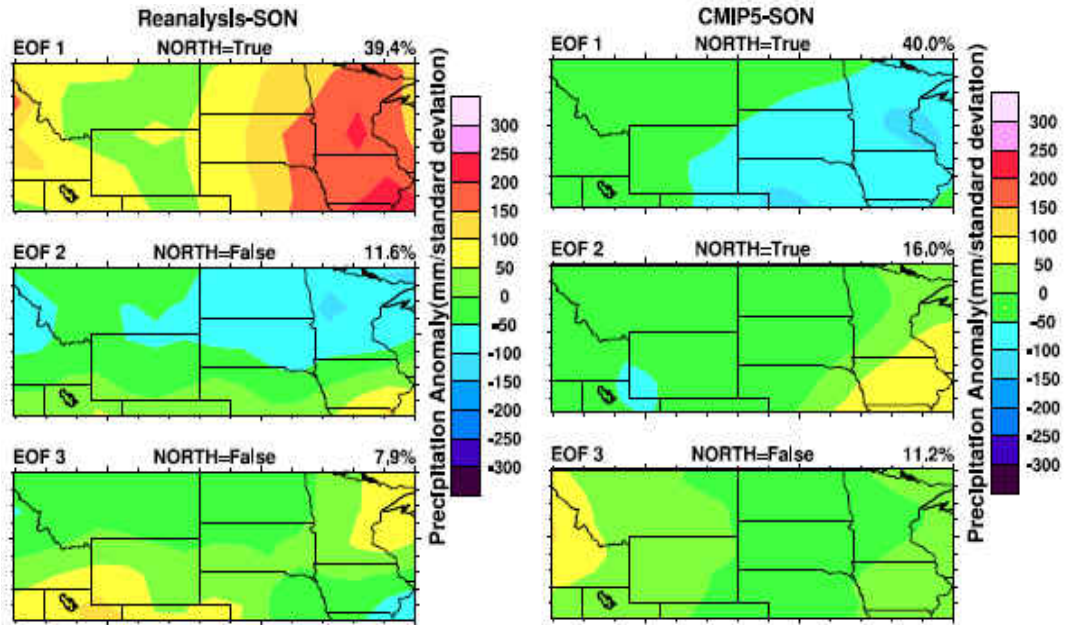 Reanalysis-SON
EOF 1 NORTH=True 39.4%
EOF 2 NORTH=False 11.6%
EOF 3 NORTH=False 7.9%
300
250
200
150
100
50
0
-50
-100
-150
-200
-250
-300
Precipitation Anomaly(mm/standard deviation)
CMIP5-SON
EOF 1 NORTH=True 40.0%
EOF 2 NORTH=True 16.0%
EOF 3 NORTH=False 11.2%
300
250
200
150
100
50
0
-50
-100
-150
-200
-250
-300
Precipitation Anomaly(mm/standard deviation)